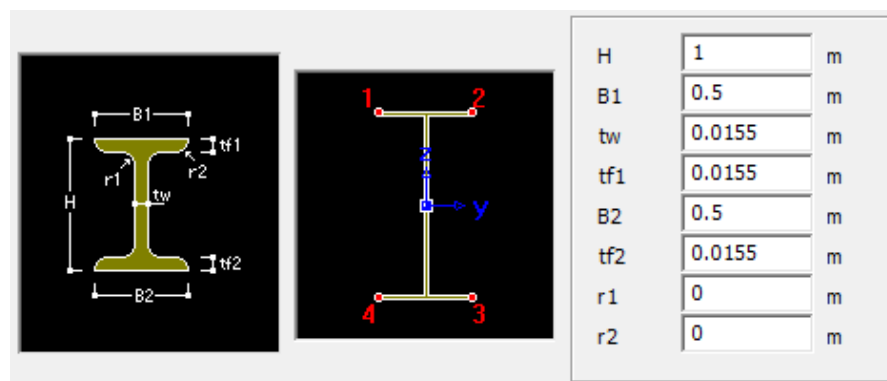 B1
tf1
r1
r2
H
tw
tf2
B2
1
2
z
y
4
3
H 1 m
B1 0.5 m
tw 0.0155 m
tf1 0.0155 m
B2 0.5 m
tf2 0.0155 m
r1 0 m
r2 0 m